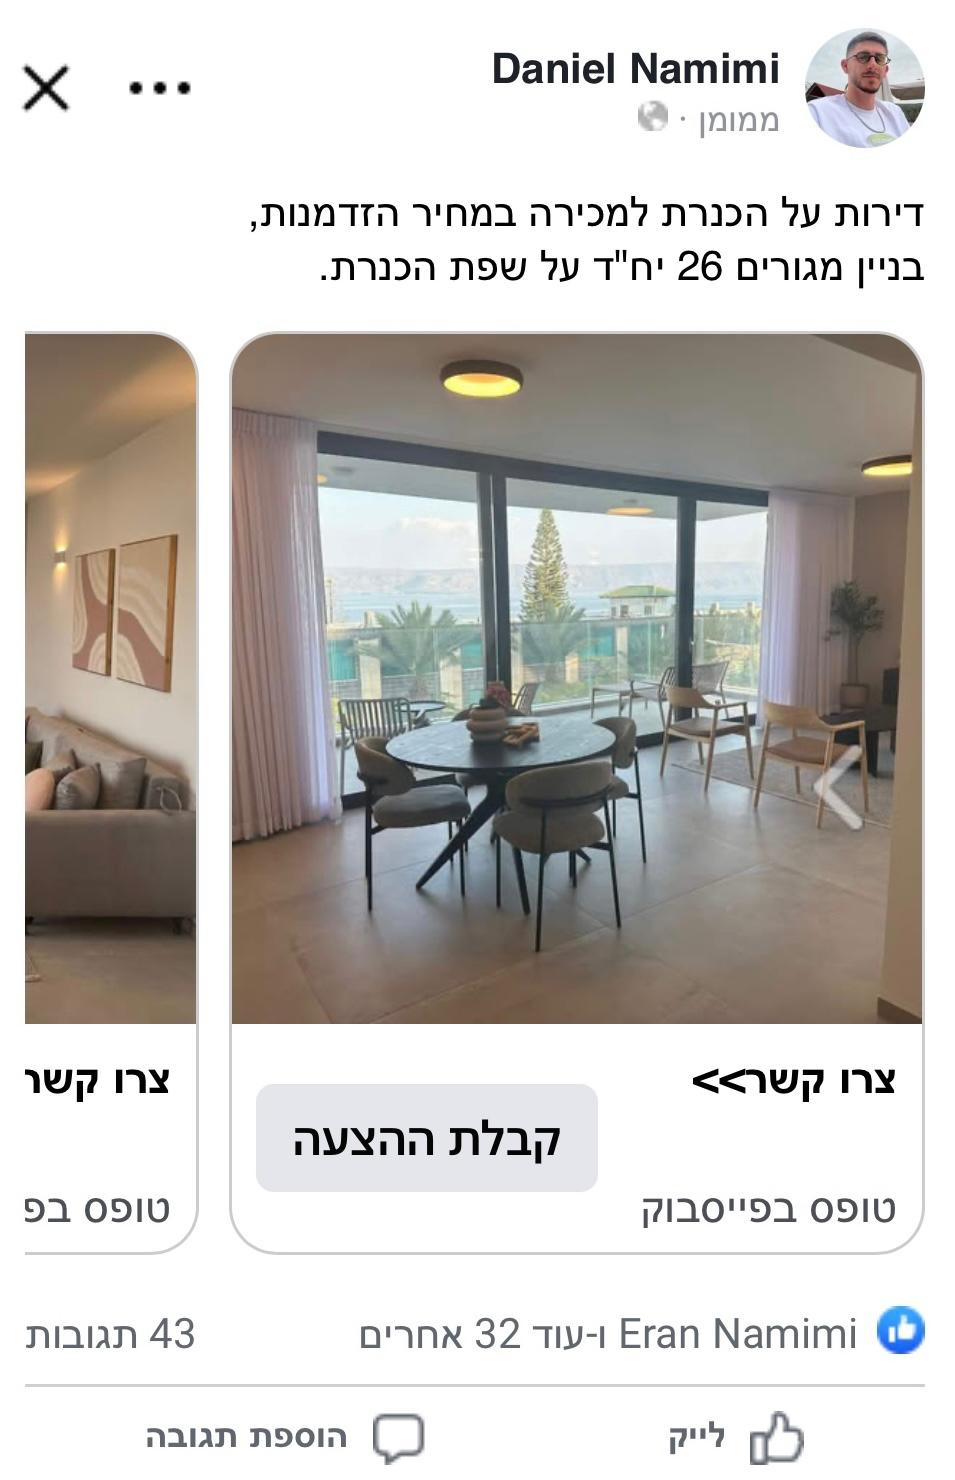 Daniel Namimi
ממומן ·
דירות על הכנרת למכירה במחיר הזדמנות,
בניין מגורים 26 יח"ד על שפת הכנרת.
צרו קשר>>
קבלת ההצעה
טופס בפייסבוק
צרו קשר
טופס בפ
Eran Namimi ו-עוד 32 אחרים
43 תגובות
לייק
הוספת תגובה